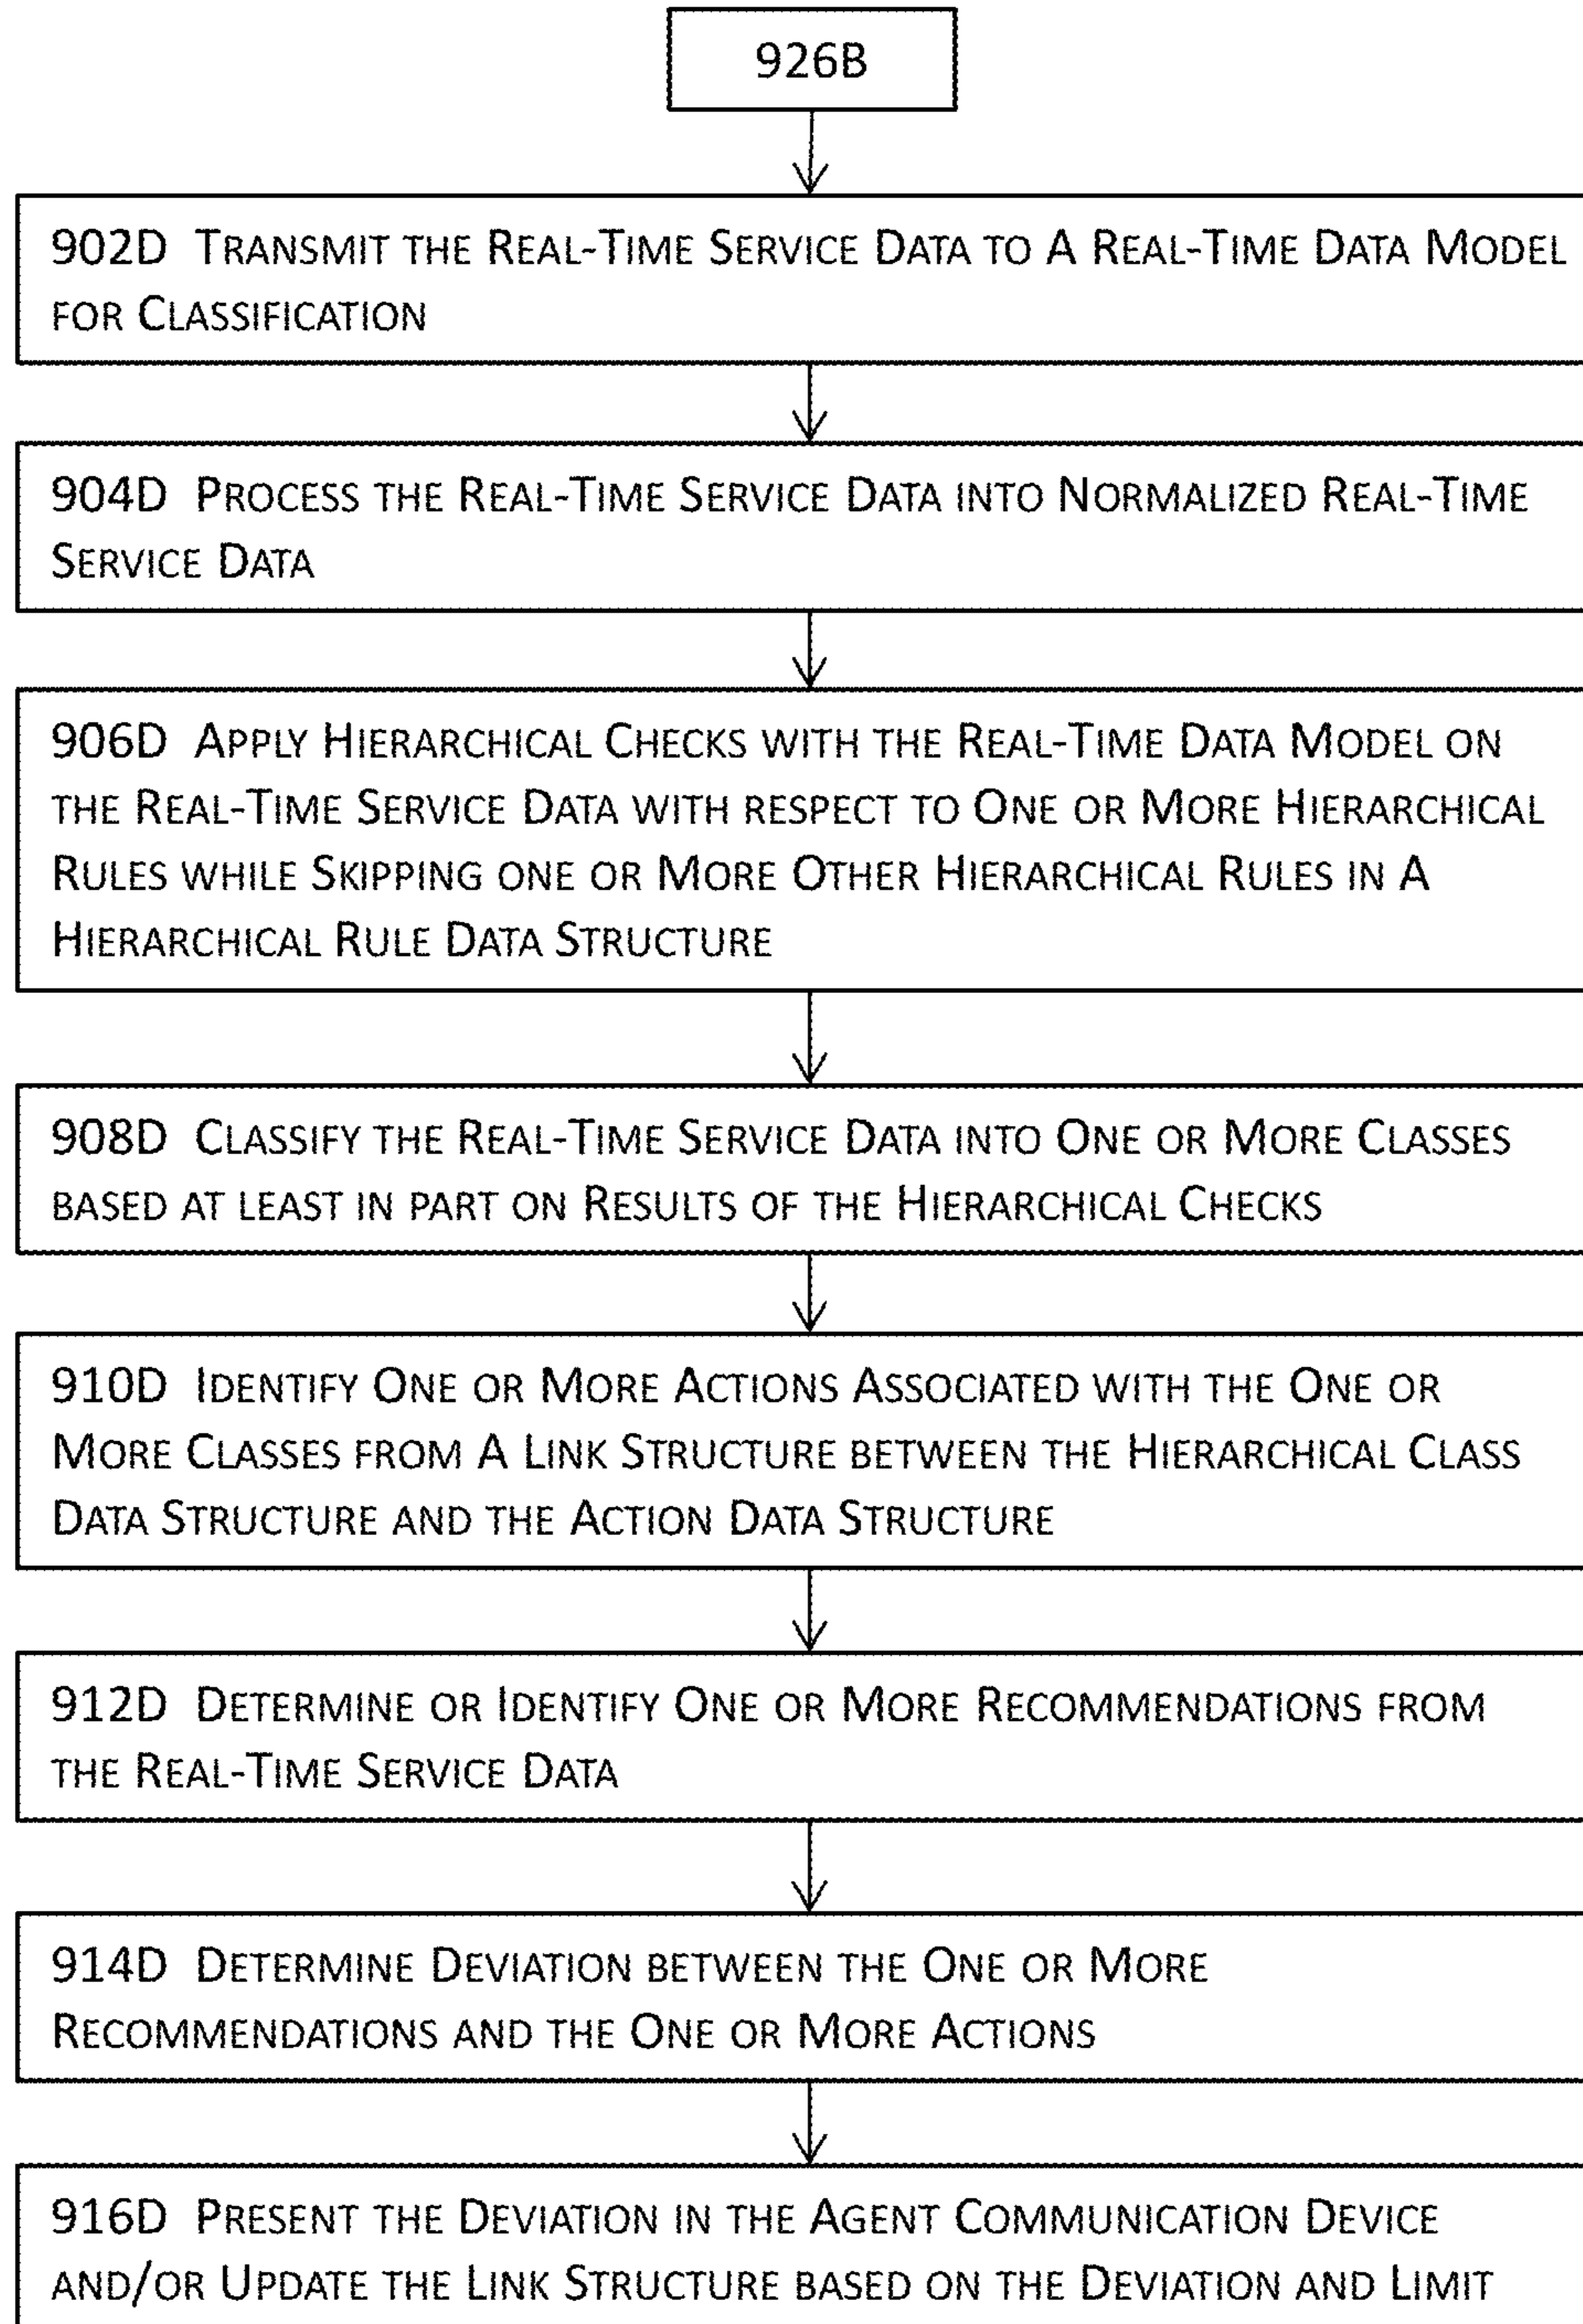 926B
902D TRANSMIT THE REAL-TIME SERVICE DATA TO A REAL-TIME DATA MODEL
FOR CLASSIFICATION
904D PROCESS THE REAL-TIME SERVICE DATA INTO NORMALIZED REAL-TIME
SERVICE DATA
906D APPLY HIERARCHICAL CHECKS WITH THE REAL-TIME DATA MODEL ON
THE REAL-TIME SERVICE DATA WITH RESPECT TO ONE OR MORE HIERARCHICAL
RULES WHILE SKIPPING ONE OR MORE OTHER HIERARCHICAL RULES IN A
HIERARCHICAL RULE DATA STRUCTURE
908D CLASSIFY THE REAL-TIME SERVICE DATA INTO ONE OR MORE CLASSES
BASED AT LEAST IN PART ON RESULTS OF THE HIERARCHICAL CHECKS
910D IDENTIFY ONE OR MORE ACTIONS ASSOCIATED WITH THE ONE OR
MORE CLASSES FROM A LINK STRUCTURE BETWEEN THE HIERARCHICAL CLASS
DATA STRUCTURE AND THE ACTION DATA STRUCTURE
912D DETERMINE OR IDENTIFY ONE OR MORE RECOMMENDATIONS FROM
THE REAL-TIME SERVICE DATA
914D DETERMINE DEVIATION BETWEEN THE ONE OR MORE
RECOMMENDATIONS AND THE ONE OR MORE ACTIONS
916D PRESENT THE DEVIATION IN THE AGENT COMMUNICATION DEVICE
AND/OR UPDATE THE LINK STRUCTURE BASED ON THE DEVIATION AND LIMIT